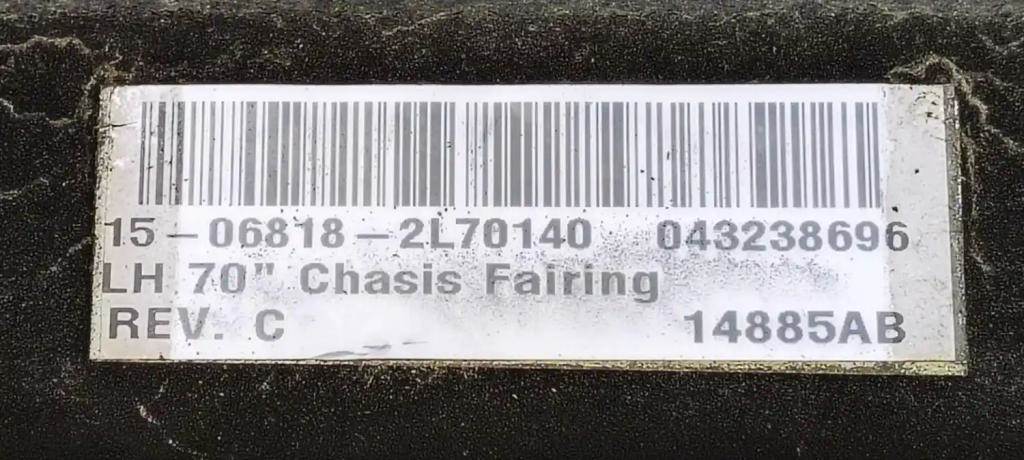 15-06818-2L70140 043238696
LH 70" Chasis Fairing
REV. C 14885AB